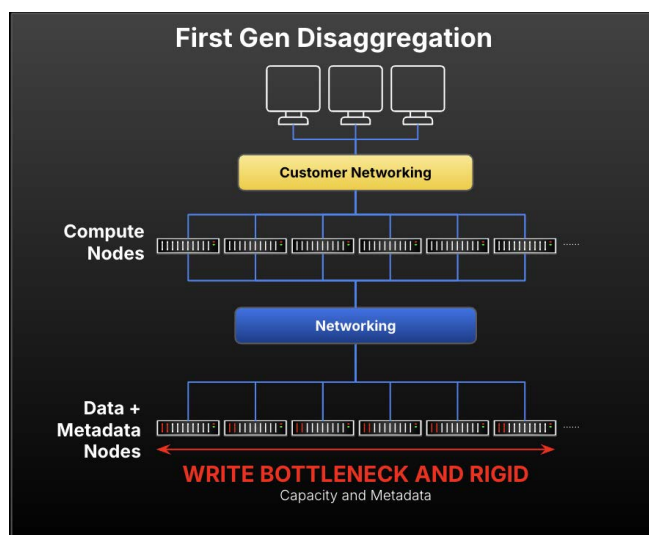 First Gen Disaggregation
Customer Networking
Compute
Nodes
......
Networking
Data +
Metadata
Nodes
......
WRITE BOTTLENECK AND RIGID
Capacity and Metadata